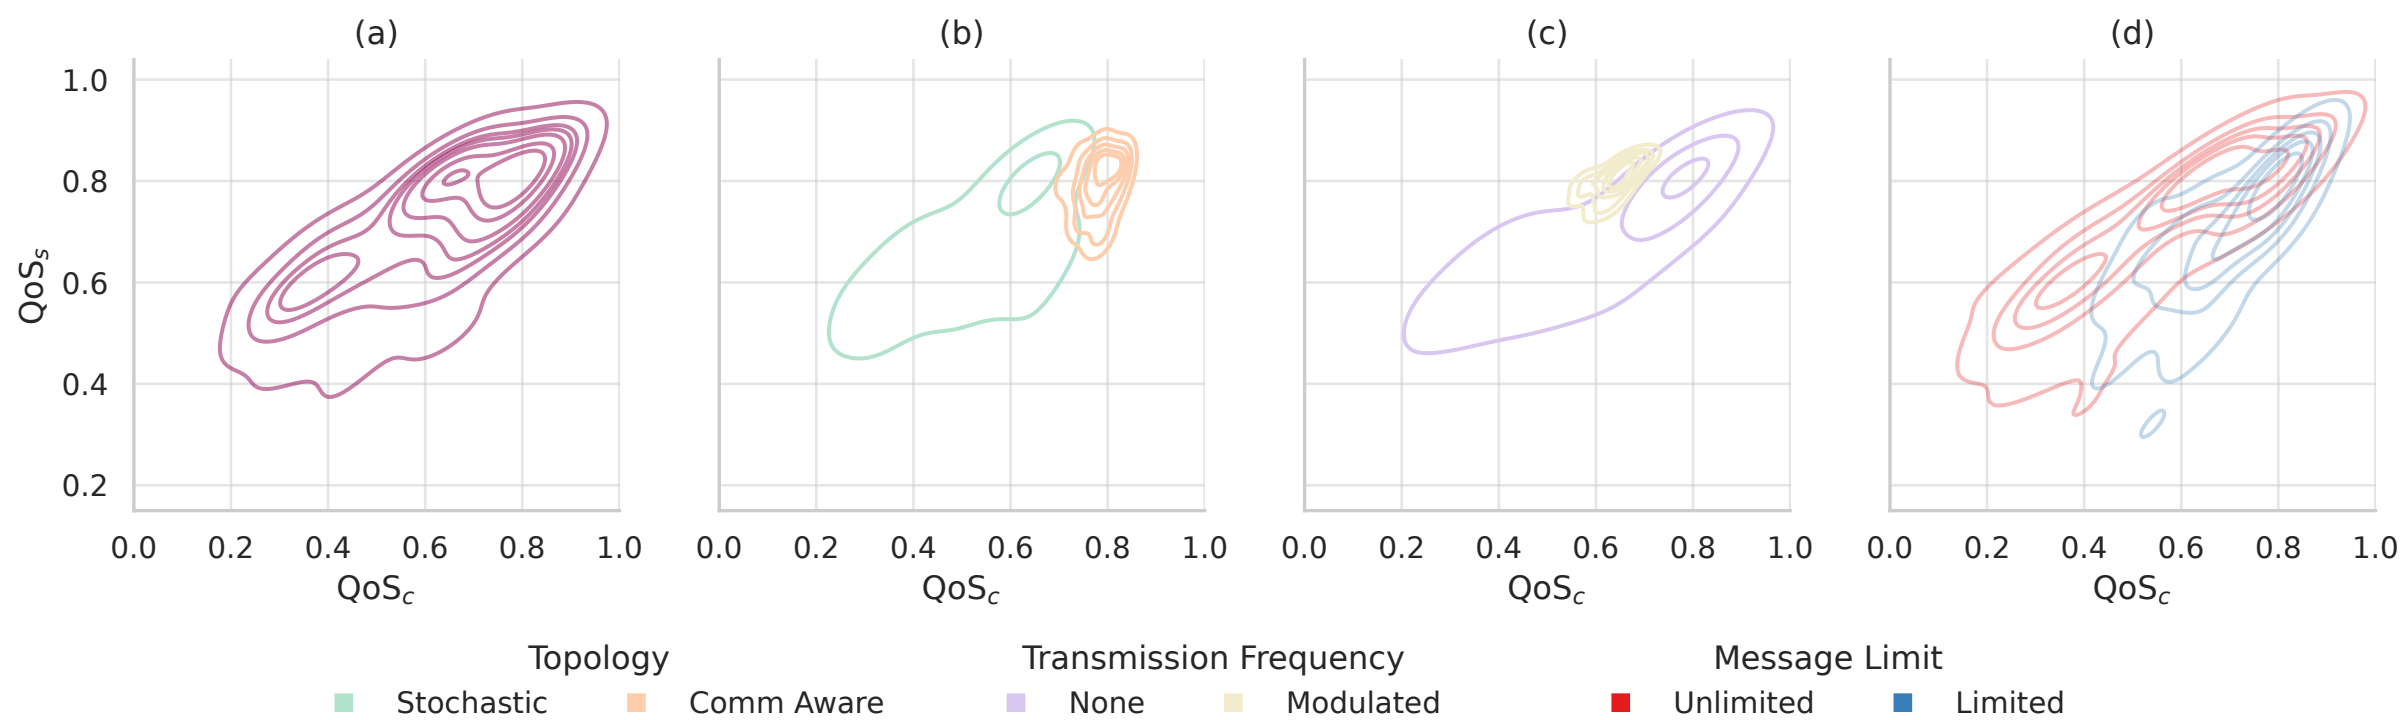 (a) (b) (c) (d)
1.0
0.8
0.6
0.4
0.2
QoSs
0.0 0.2 0.4 0.6 0.8 1.0 0.0 0.2 0.4 0.6 0.8 1.0 0.0 0.2 0.4 0.6 0.8 1.0 0.0 0.2 0.4 0.6 0.8 1.0
QoSc QoSc QoSc QoSc
Topology Transmission Frequency Message Limit
Stochastic Comm Aware None Modulated Unlimited Limited